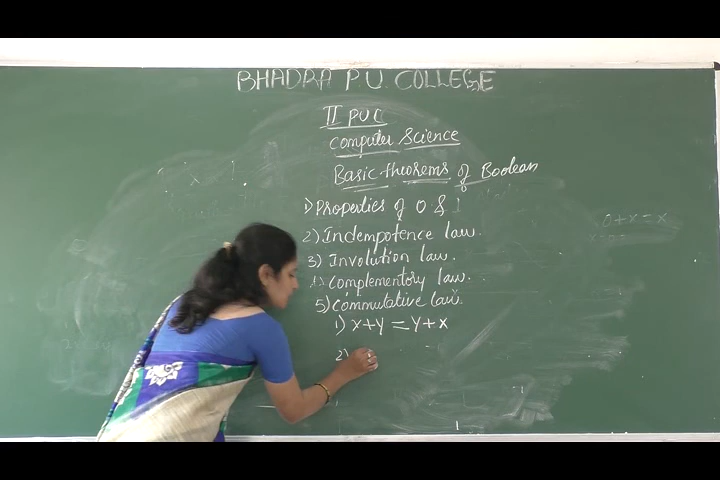 BHADRA P.U. COLLEGE
II PUC
Computer Science
Basic theorems of Boolean
1) Properties of 0 & 1
2) Indempotence law.
3) Involution law.
4) Complementory law.
5) Commutative law.
1) x+y = y+x
2)
0+x=x